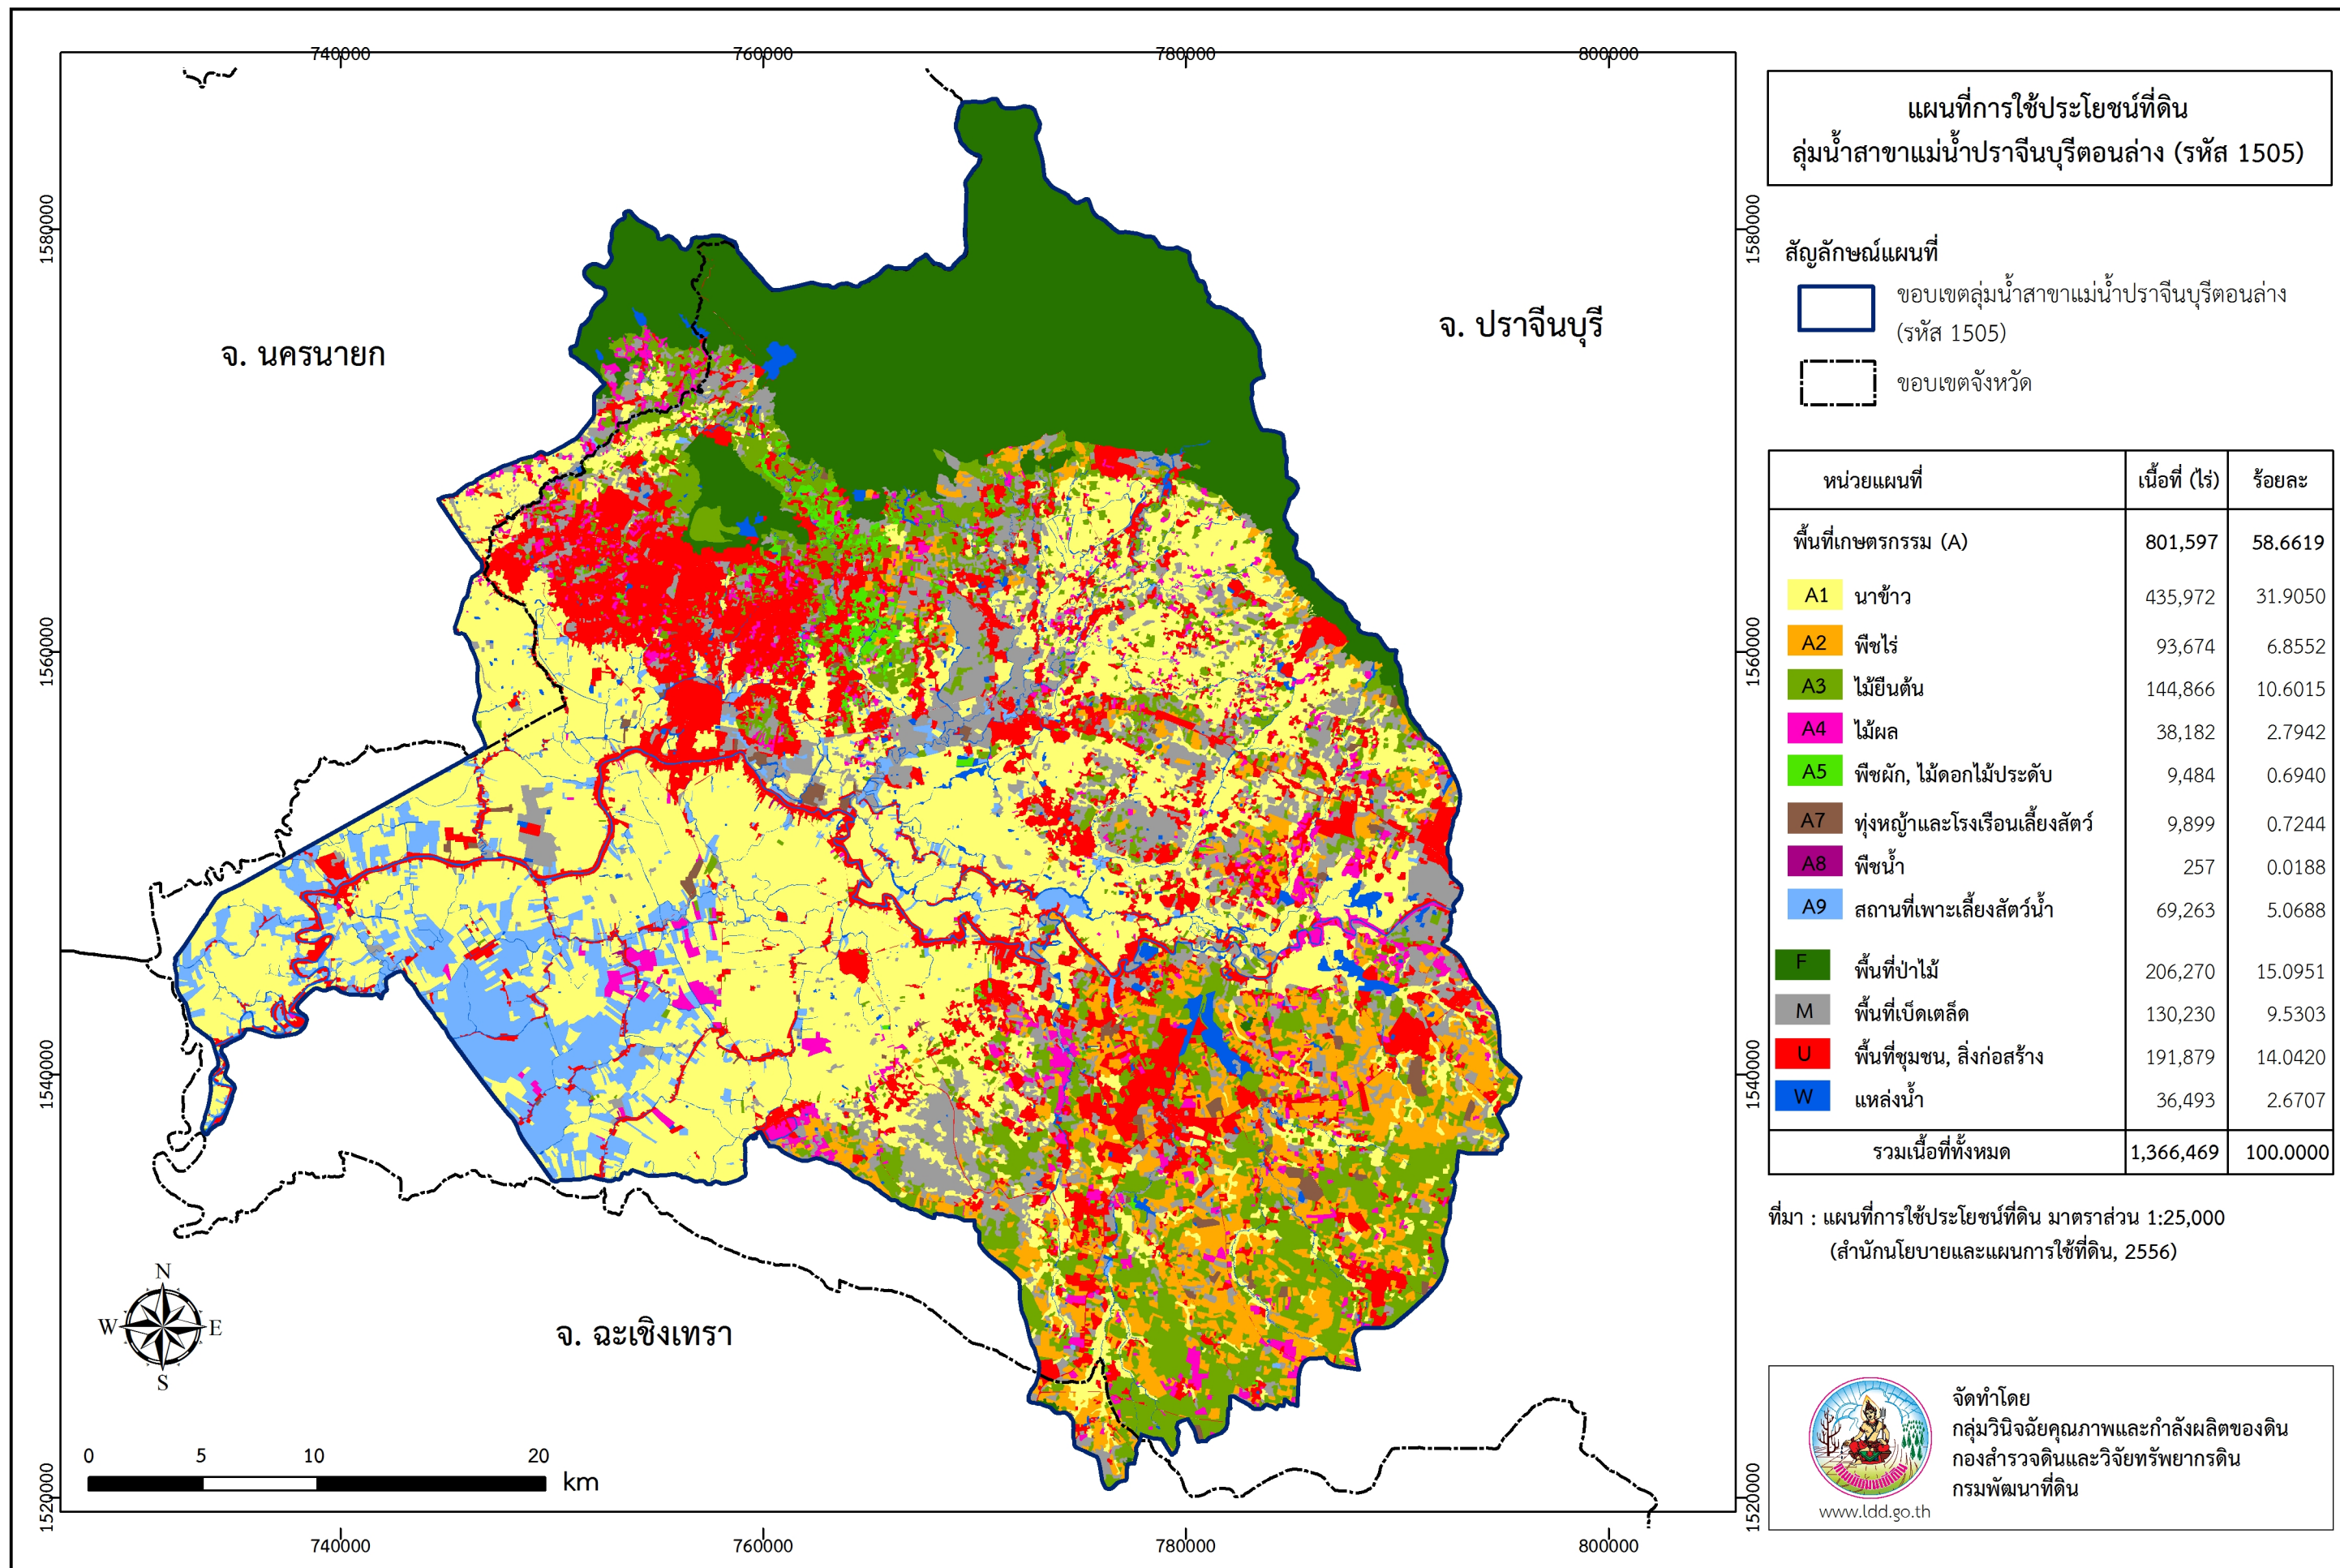 740000
760000
780000
800000
แผนที่การใช้ประโยชน์ที่ดิน
ลุ่มน้ำสาขาแม่น้ำปราจีนบุรีตอนล่าง (รหัส 1505)
1580000
1560000
1540000
1520000
จ. นครนายก
จ. ปราจีนบุรี
จ. ฉะเชิงเทรา
N
W
E
S
0 5 10 20 km
740000
760000
780000
800000
1580000
1560000
1540000
1520000
สัญลักษณ์แผนที่
ขอบเขตลุ่มน้ำสาขาแม่น้ำปราจีนบุรีตอนล่าง
(รหัส 1505)
ขอบเขตจังหวัด
หน่วยแผนที่ เนื้อที่ (ไร่) ร้อยละ
พื้นที่เกษตรกรรม (A) 801,597 58.6619
A1 นาข้าว 435,972 31.9050
A2 พืชไร่ 93,674 6.8552
A3 ไม้ยืนต้น 144,866 10.6015
A4 ไม้ผล 38,182 2.7942
A5 พืชผัก, ไม้ดอกไม้ประดับ 9,484 0.6940
A7 ทุ่งหญ้าและโรงเรือนเลี้ยงสัตว์ 9,899 0.7244
A8 พืชน้ำ 257 0.0188
A9 สถานที่เพาะเลี้ยงสัตว์น้ำ 69,263 5.0688
F พื้นที่ป่าไม้ 206,270 15.0951
M พื้นที่เบ็ดเตล็ด 130,230 9.5303
U พื้นที่ชุมชน, สิ่งก่อสร้าง 191,879 14.0420
W แหล่งน้ำ 36,493 2.6707
รวมเนื้อที่ทั้งหมด 1,366,469 100.0000
ที่มา : แผนที่การใช้ประโยชน์ที่ดิน มาตราส่วน 1:25,000
(สำนักนโยบายและแผนการใช้ที่ดิน, 2556)
จัดทำโดย
กลุ่มวินิจฉัยคุณภาพและกำลังผลิตของดิน
กองสำรวจดินและวิจัยทรัพยากรดิน
กรมพัฒนาที่ดิน
กรมพัฒนาที่ดิน
www.ldd.go.th